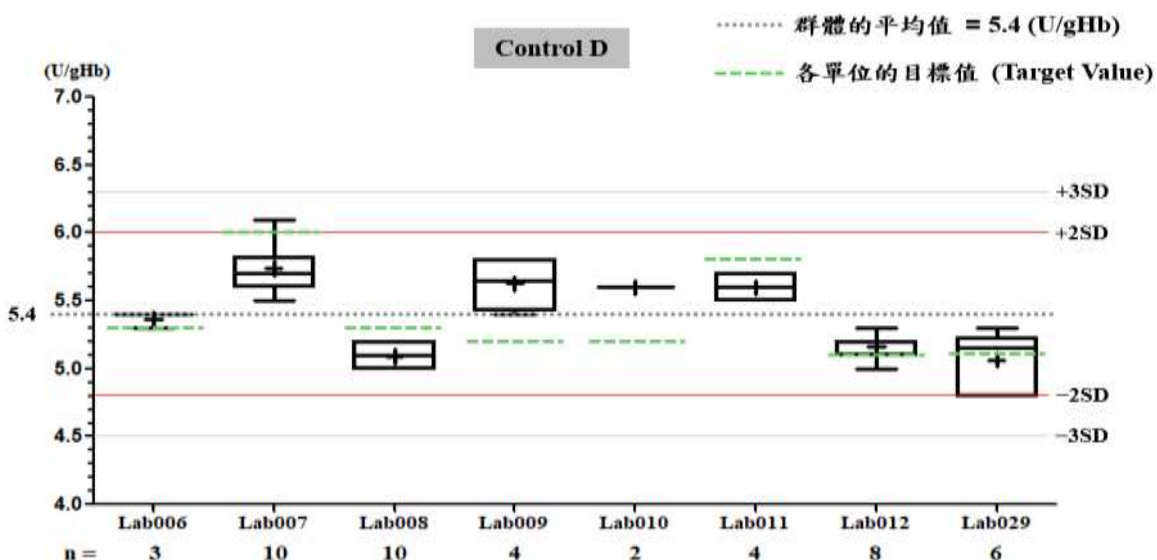 群體的平均值 = 5.4 (U/gHb)
Control D
各單位的目標值 (Target Value)
(U/gHb)
7.0
6.5
+3SD
6.0
+2SD
5.5
5.4
5.0
−2SD
4.5
−3SD
4.0
Lab006 Lab007 Lab008 Lab009 Lab010 Lab011 Lab012 Lab029
n = 3 10 10 4 2 4 8 6